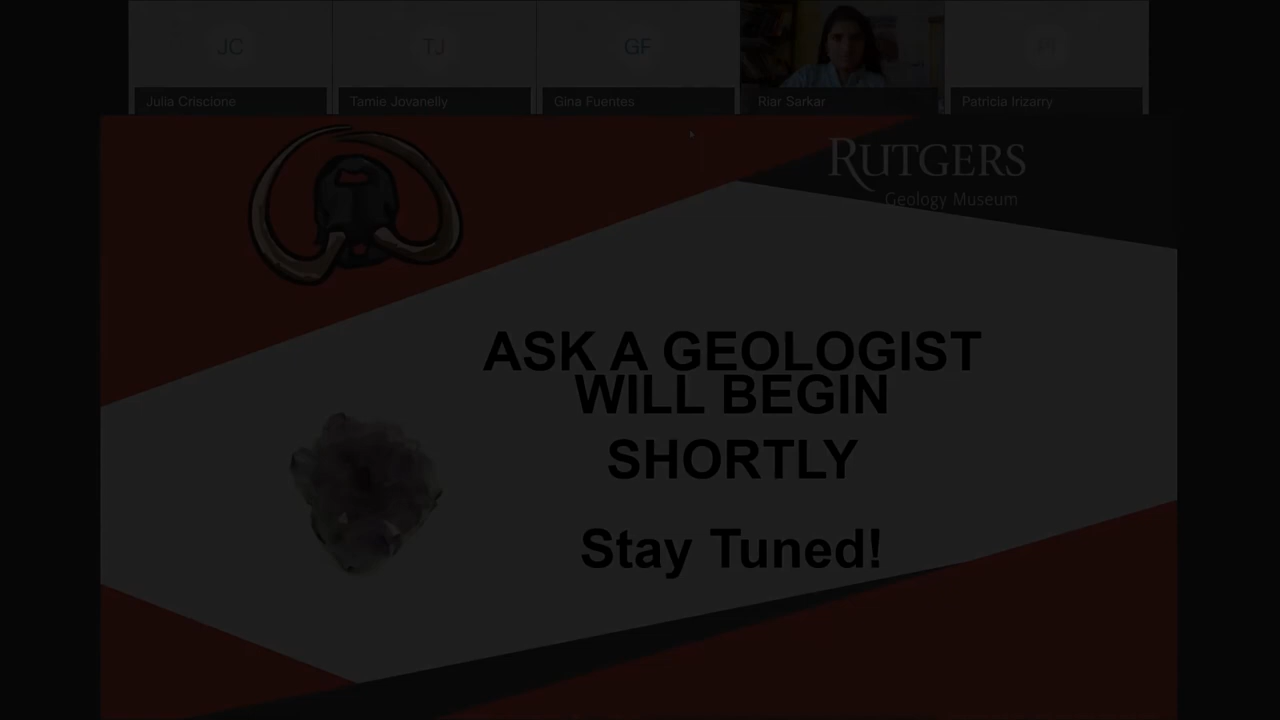 JC
TJ
GF
PI
Julia Criscione
Tamie Jovanelly
Gina Fuentes
Riar Sarkar
Patricia Irizarry
RUTGERS
Geology Museum
ASK A GEOLOGIST
WILL BEGIN
SHORTLY
Stay Tuned!